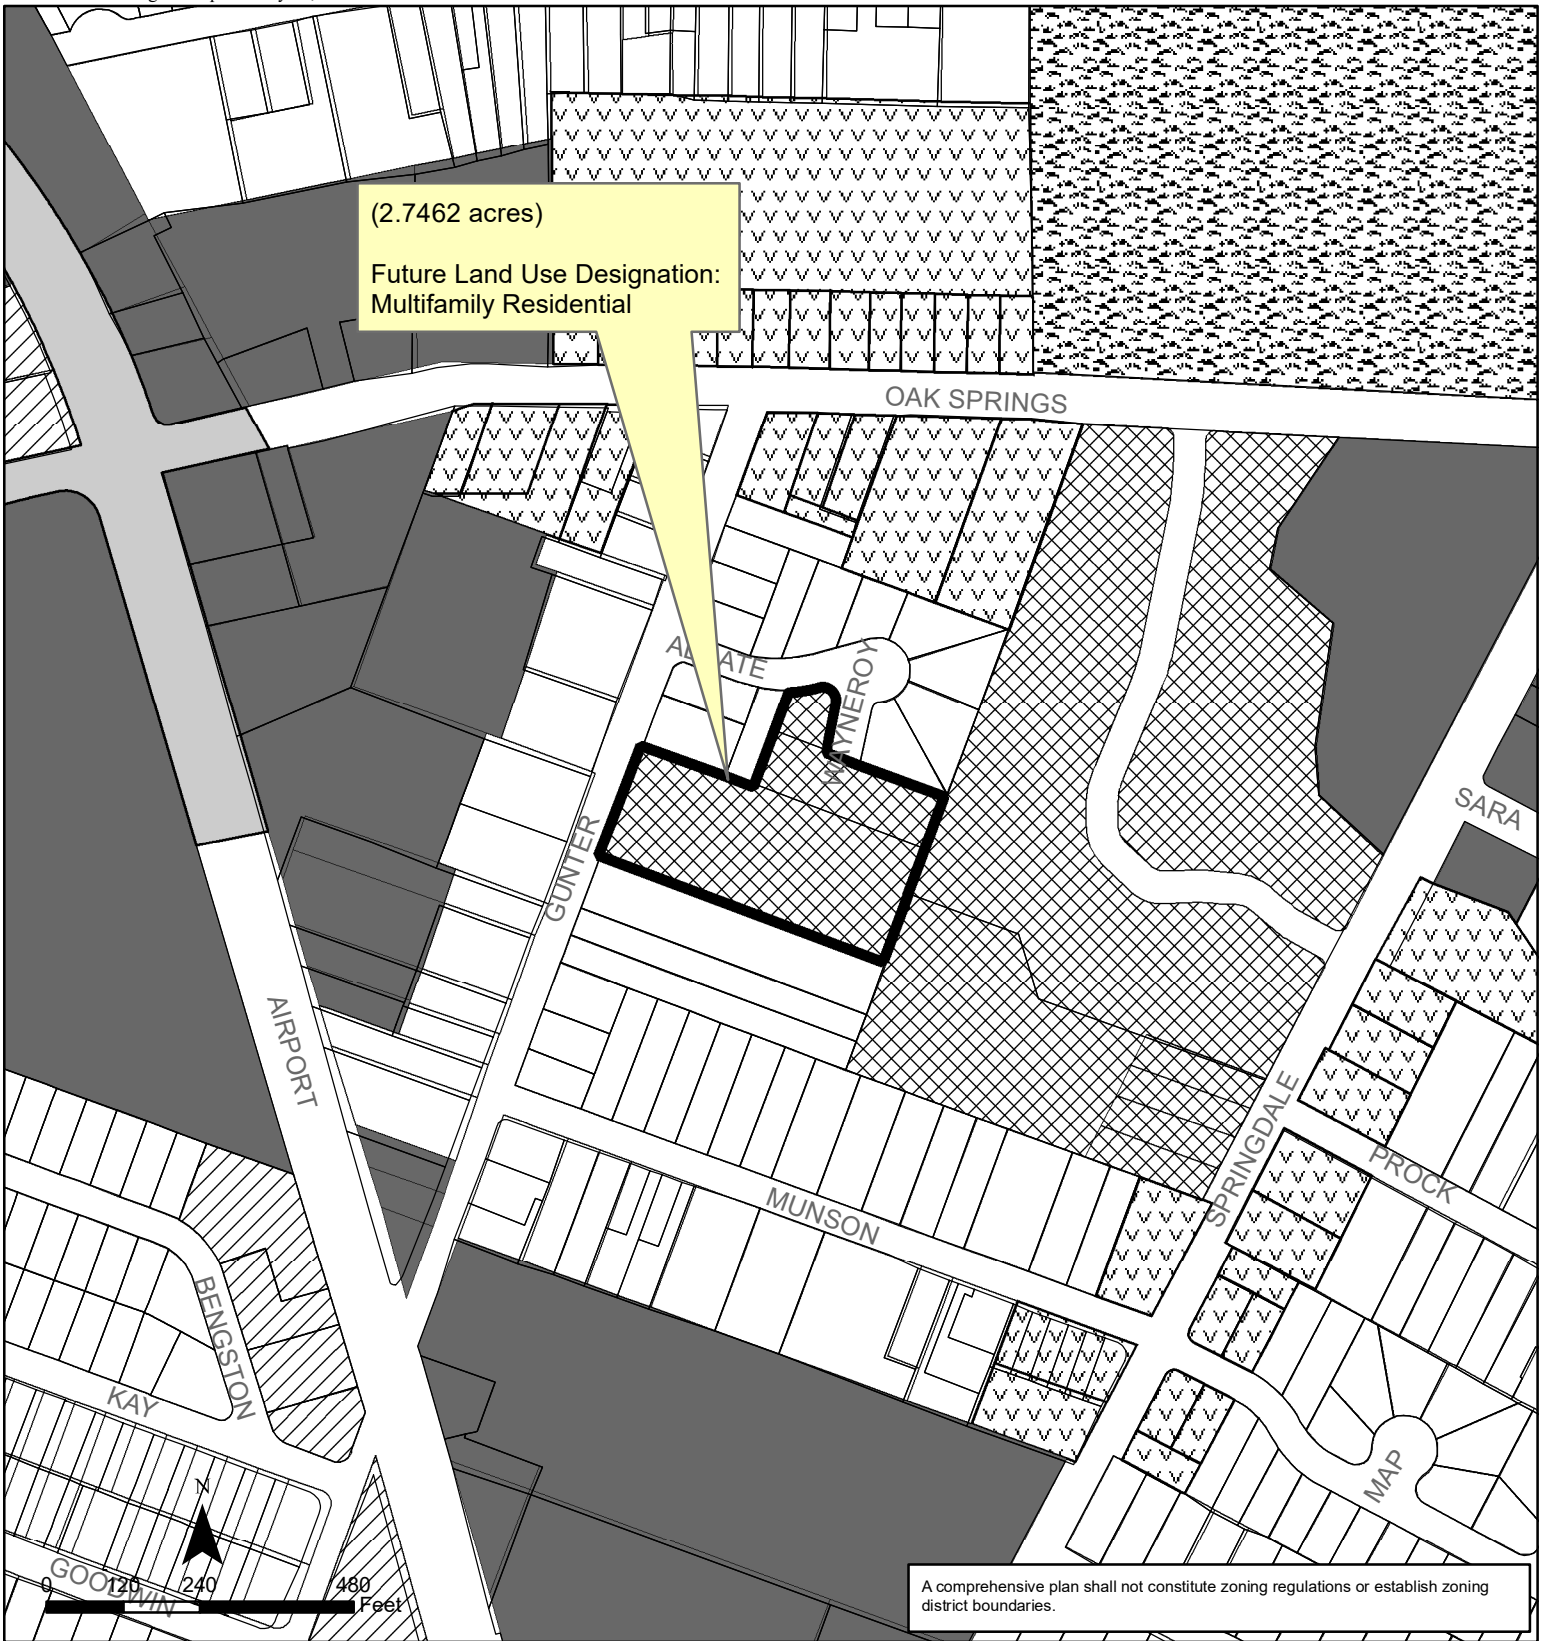 (2.7462 acres)
Future Land Use Designation:
Multifamily Residential
OAK SPRINGS
WAYNEROY
SARA
GUNTER
AIRPORT
SPRINGDALE
PROCK
MUNSON
BENGSTON
KAY
MAP
N
GOODWIN
0 120 240 480
Feet
A comprehensive plan shall not constitute zoning regulations or establish zoning
district boundaries.